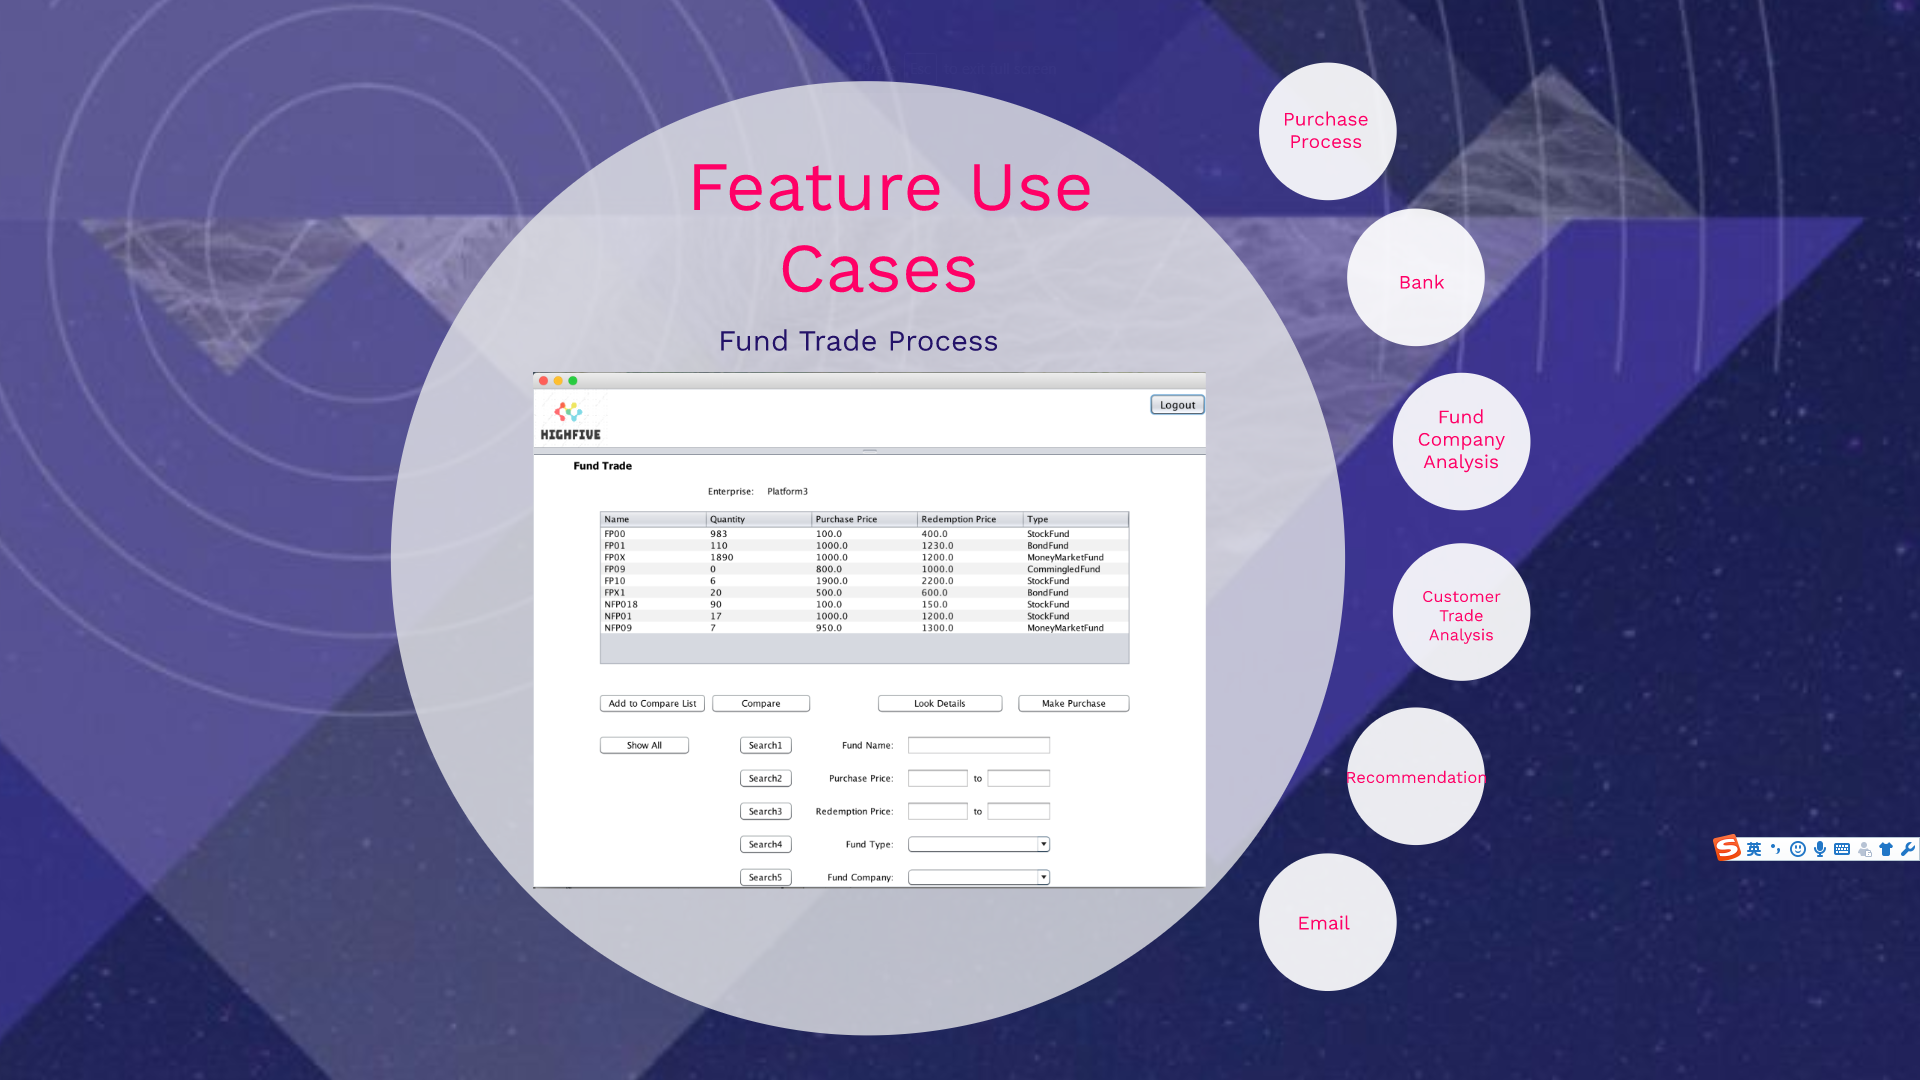 Feature Use
Cases
Fund Trade Process
HIGHFIVE
Logout
Fund Trade
Enterprise: Platform3
Name Quantity Purchase Price Redemption Price Type
FP00 983 100.0 400.0 StockFund
FP01 110 1000.0 1230.0 BondFund
FP0X 1890 1000.0 1200.0 MoneyMarketFund
FP09 0 800.0 1000.0 CommingledFund
FP10 6 1900.0 2200.0 StockFund
FPX1 20 500.0 600.0 BondFund
NFP018 90 100.0 150.0 StockFund
NFP01 17 1000.0 1200.0 StockFund
NFP09 7 950.0 1300.0 MoneyMarketFund
Add to Compare List Compare Look Details Make Purchase
Show All Search1 Fund Name:
Search2 Purchase Price: to
Search3 Redemption Price: to
Search4 Fund Type:
Search5 Fund Company:
Purchase
Process
Bank
Fund
Company
Analysis
Customer
Trade
Analysis
Recommendation
Email
英